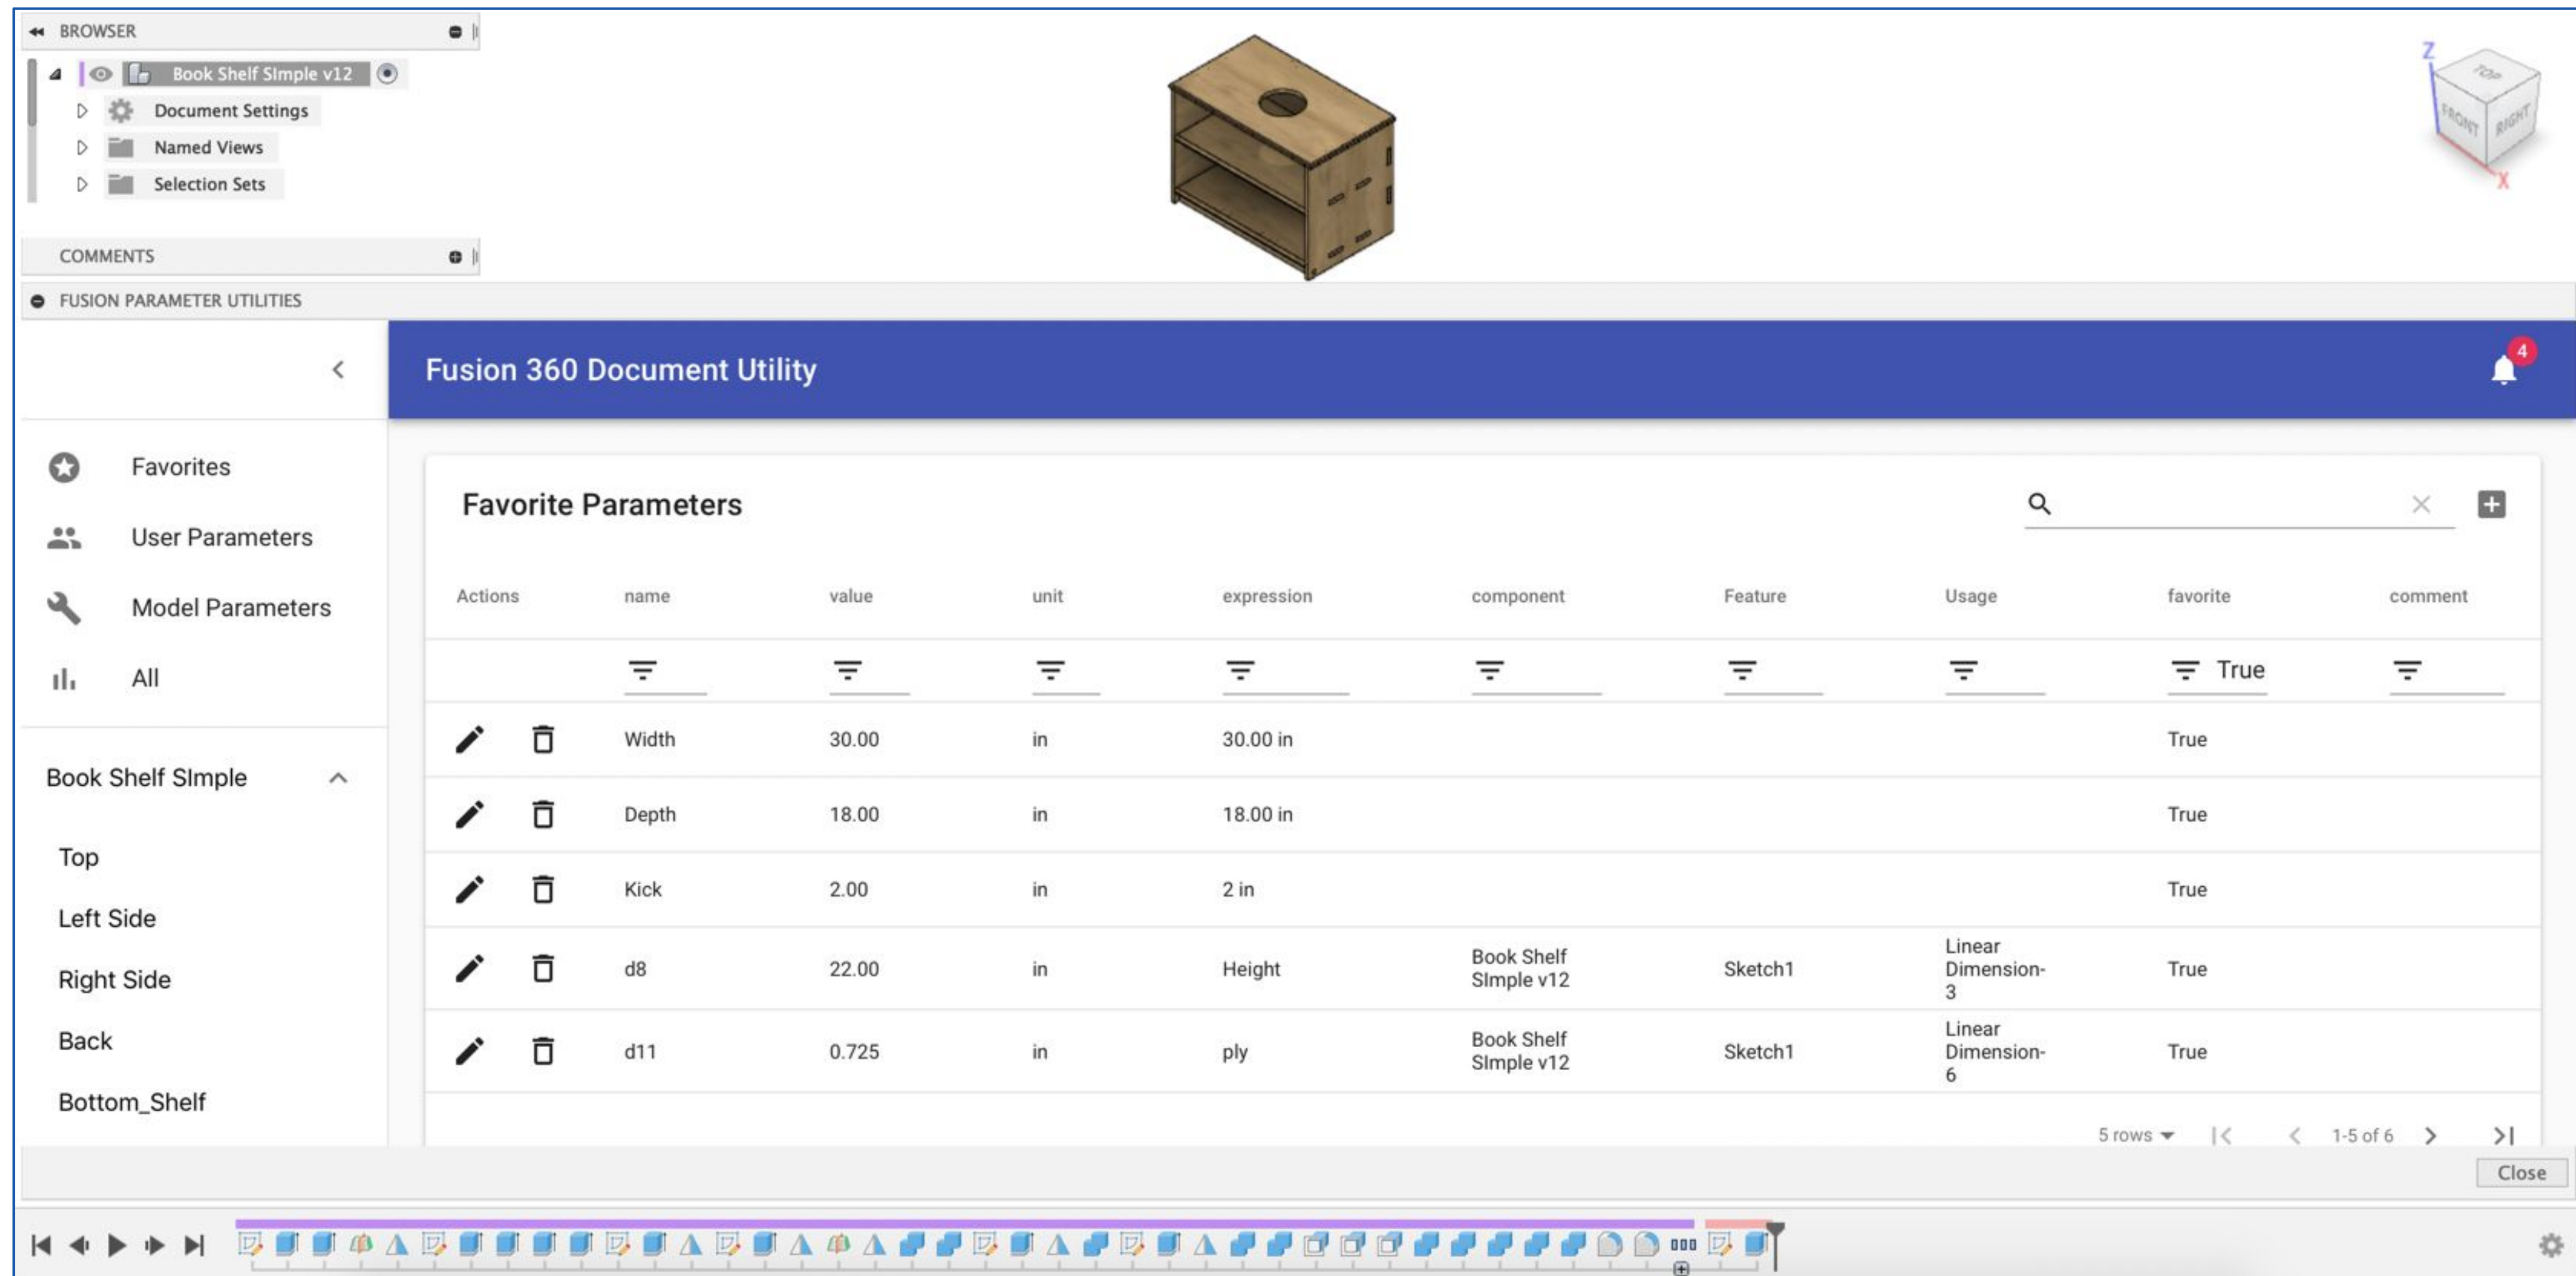 BROWSER
Book Shelf SImple v12
Document Settings
Named Views
Selection Sets
COMMENTS
Z
TOP
FRONT
RIGHT
X
FUSION PARAMETER UTILITIES
Fusion 360 Document Utility
4
Favorites
User Parameters
Model Parameters
All
Book Shelf SImple
Top
Left Side
Right Side
Back
Bottom_Shelf
Favorite Parameters
Actions name value unit expression component Feature Usage favorite comment
True
Width 30.00 in 30.00 in True
Depth 18.00 in 18.00 in True
Kick 2.00 in 2 in True
d8 22.00 in Height Book Shelf SImple v12 Sketch1 Linear Dimension-3 True
d11 0.725 in ply Book Shelf SImple v12 Sketch1 Linear Dimension-6 True
5 rows 1-5 of 6
Close